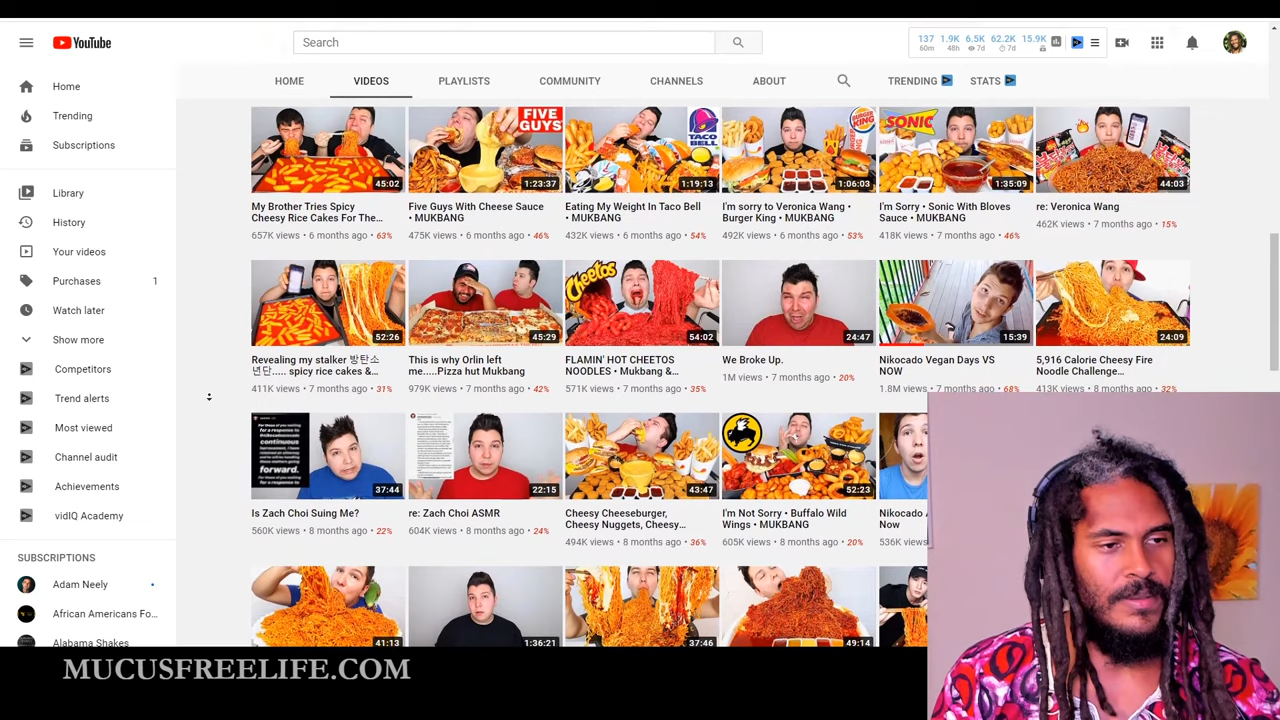 YouTube
Search
137 1.9K 6.5K 62.2K 15.9K
60m 48h 7d 7d
HOME VIDEOS PLAYLISTS COMMUNITY CHANNELS ABOUT TRENDING STATS
Home
Trending
Subscriptions
Library
History
Your videos
Purchases 1
Watch later
Show more
Competitors
Trend alerts
Most viewed
Channel audit
Achievements
vidIQ Academy
SUBSCRIPTIONS
Adam Neely
African Americans Fo...
Alabama Shakes
FIVE GUYS
TACO BELL
BURGER KING
SONIC
45:02 1:23:37 1:19:13 1:06:03 1:35:09 44:03
My Brother Tries Spicy
Cheesy Rice Cakes For The...
657K views • 6 months ago • 63%
Five Guys With Cheese Sauce
• MUKBANG
475K views • 6 months ago • 46%
Eating My Weight In Taco Bell
• MUKBANG
432K views • 6 months ago • 54%
I'm sorry to Veronica Wang •
Burger King • MUKBANG
492K views • 6 months ago • 53%
I'm Sorry • Sonic With Bloves
Sauce • MUKBANG
418K views • 7 months ago • 46%
re: Veronica Wang
462K views • 7 months ago • 15%
Cheetos
52:26 45:29 54:02 24:47 15:39 24:09
Revealing my stalker 방탄소
년단..... spicy rice cakes &...
411K views • 7 months ago • 31%
This is why Orlin left
me.....Pizza hut Mukbang
979K views • 7 months ago • 42%
FLAMIN' HOT CHEETOS
NOODLES • Mukbang &...
571K views • 7 months ago • 35%
We Broke Up.
1M views • 7 months ago • 20%
Nikocado Vegan Days VS
NOW
1.8M views • 7 months ago • 68%
5,916 Calorie Cheesy Fire
Noodle Challenge...
413K views • 8 months ago • 32%
forward.
37:44 22:15 43:47 52:23
Is Zach Choi Suing Me?
560K views • 8 months ago • 22%
re: Zach Choi ASMR
604K views • 8 months ago • 24%
Cheesy Cheeseburger,
Cheesy Nuggets, Cheesy...
494K views • 8 months ago • 36%
I'm Not Sorry • Buffalo Wild
Wings • MUKBANG
605K views • 8 months ago • 20%
Nikocado
Now
536K views
41:13 1:36:21 37:46 49:14
MUCUSFREELIFE.COM